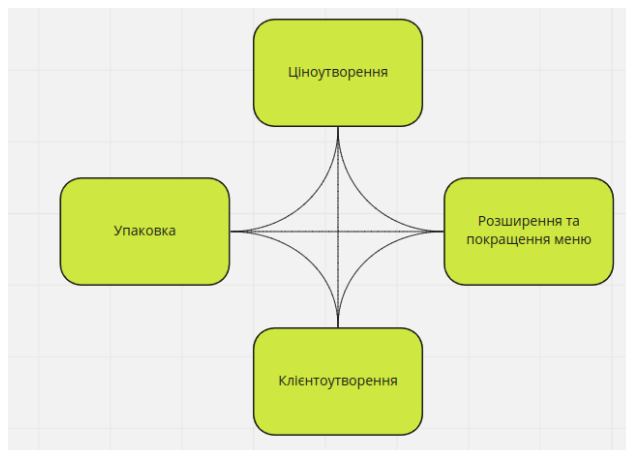 Ціноутворення
Упаковка
Розширення та
покращення меню
Клієнтоутворення